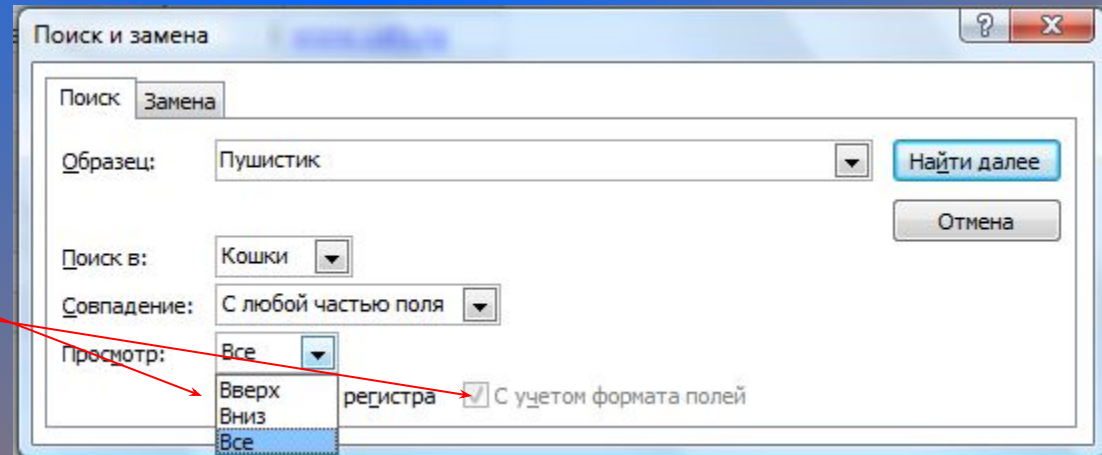 Поиск и замена
Поиск Замена
Образец: Пушистик Найти далее
Отмена
Поиск в: Кошки
Совпадение: С любой частью поля
Просмотр: Все
Вверх регистра С учетом формата полей
Вниз
Все